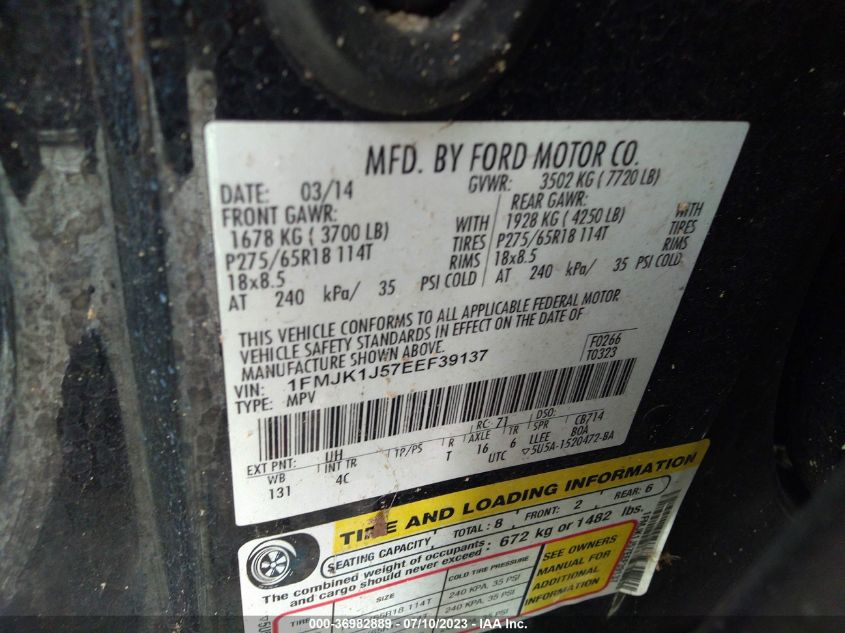 MFD. BY FORD MOTOR CO.
DATE: 03/14 GVWR: 3502 KG ( 7720 LB)
FRONT GAWR: REAR GAWR:
1678 KG ( 3700 LB) WITH 1928 KG ( 4250 LB) WITH
P275/65R18 114T TIRES P275/65R18 114T TIRES
18x8.5 RIMS 18x8.5 RIMS
AT 240 kPa/ 35 PSI COLD AT 240 kPa/ 35 PSI COLD
THIS VEHICLE CONFORMS TO ALL APPLICABLE FEDERAL MOTOR
VEHICLE SAFETY STANDARDS IN EFFECT ON THE DATE OF
MANUFACTURE SHOWN ABOVE.
F0266
T0323
VIN: 1FMJK1J57EEF39137
TYPE: MPV
EXT PNT: UH RC: 71 DSO:
WB INT TR TP/PS R AXLE TR SPR CB714
131 4C T 16 6 LLEE BOA
UTC ▽5U5A-1520472-BA
TIRE AND LOADING INFORMATION
SEATING CAPACITY TOTAL: 8 FRONT: 2 REAR: 6
The combined weight of occupants
and cargo should never exceed: 672 kg or 1482 lbs.
SIZE COLD TIRE PRESSURE
114T 240 KPA, 35 PSI
240 KPA, 35 PSI
SEE OWNERS
MANUAL FOR
ADDITIONAL
INFORMATION
000-36982889 - 07/10/2023 - IAA Inc.